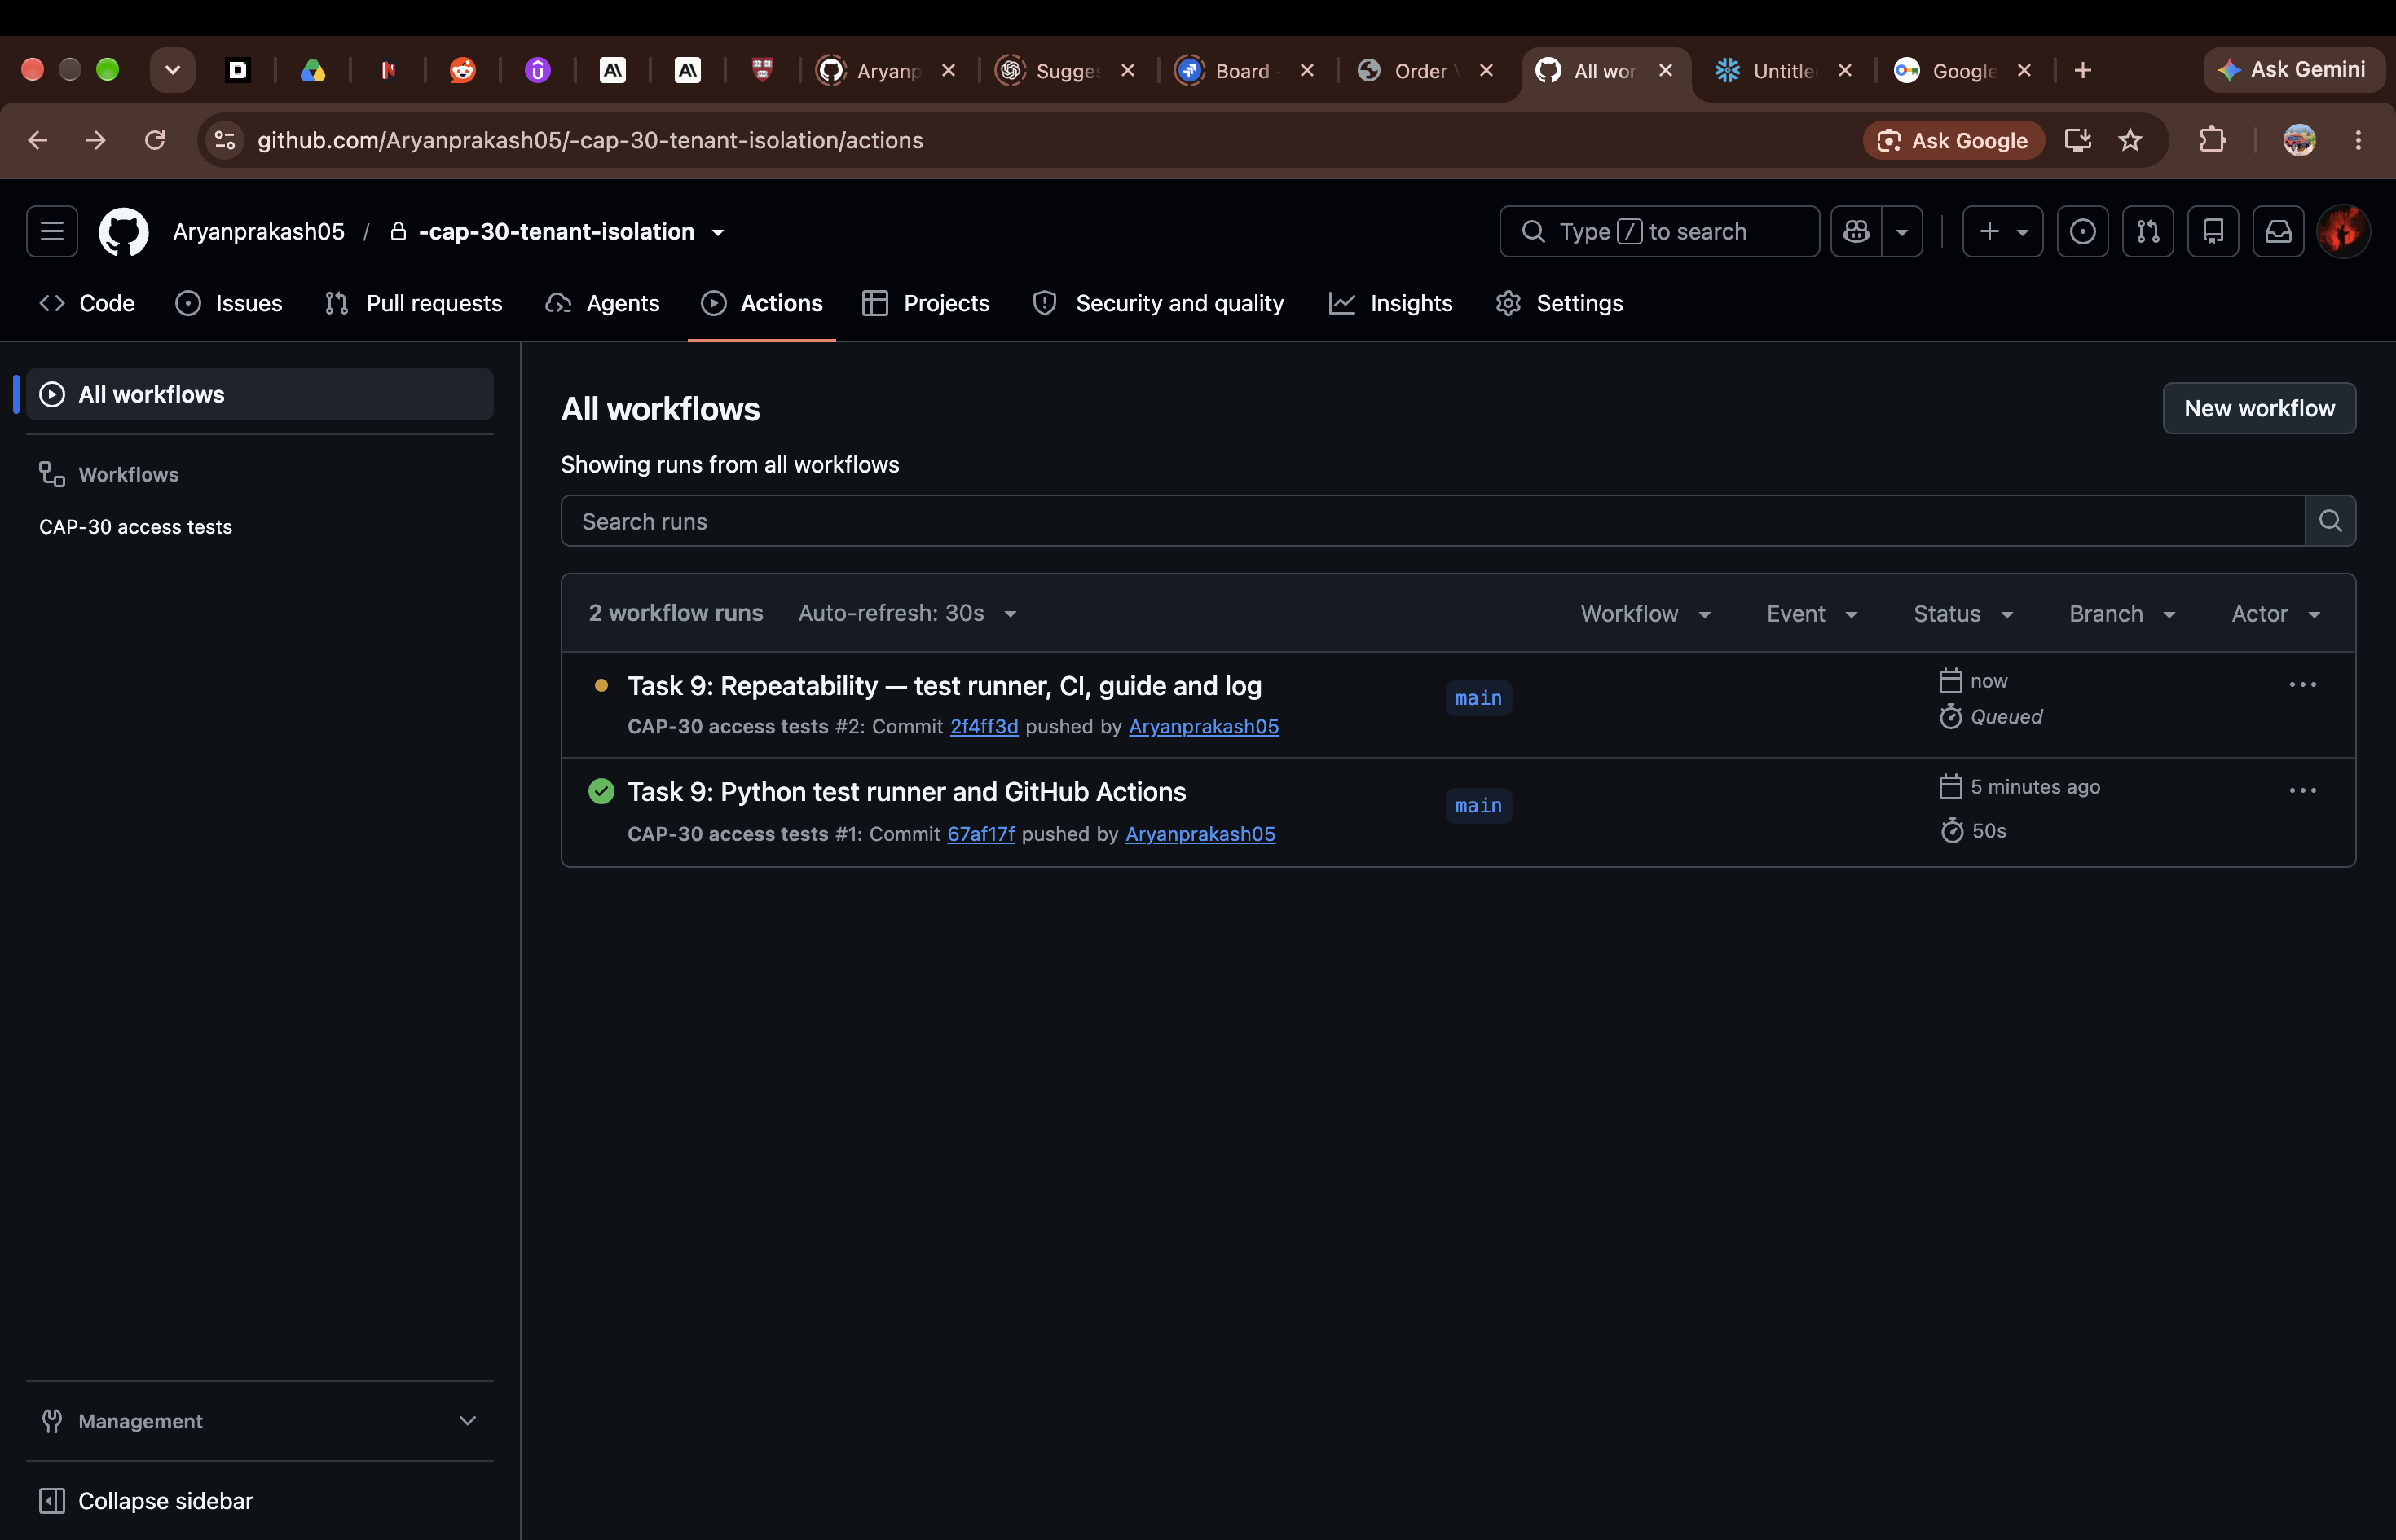 Aryanp
Sugges
Board
Order
All wor
Untitle
Google
Ask Gemini
github.com/Aryanprakash05/-cap-30-tenant-isolation/actions
Ask Google
Aryanprakash05 / -cap-30-tenant-isolation
Type / to search
Code
Issues
Pull requests
Agents
Actions
Projects
Security and quality
Insights
Settings
All workflows
Workflows
CAP-30 access tests
Management
Collapse sidebar
All workflows
New workflow
Showing runs from all workflows
Search runs
2 workflow runs
Auto-refresh: 30s
Workflow
Event
Status
Branch
Actor
Task 9: Repeatability — test runner, CI, guide and log
CAP-30 access tests #2: Commit 2f4ff3d pushed by Aryanprakash05
main
now
Queued
Task 9: Python test runner and GitHub Actions
CAP-30 access tests #1: Commit 67af17f pushed by Aryanprakash05
main
5 minutes ago
50s